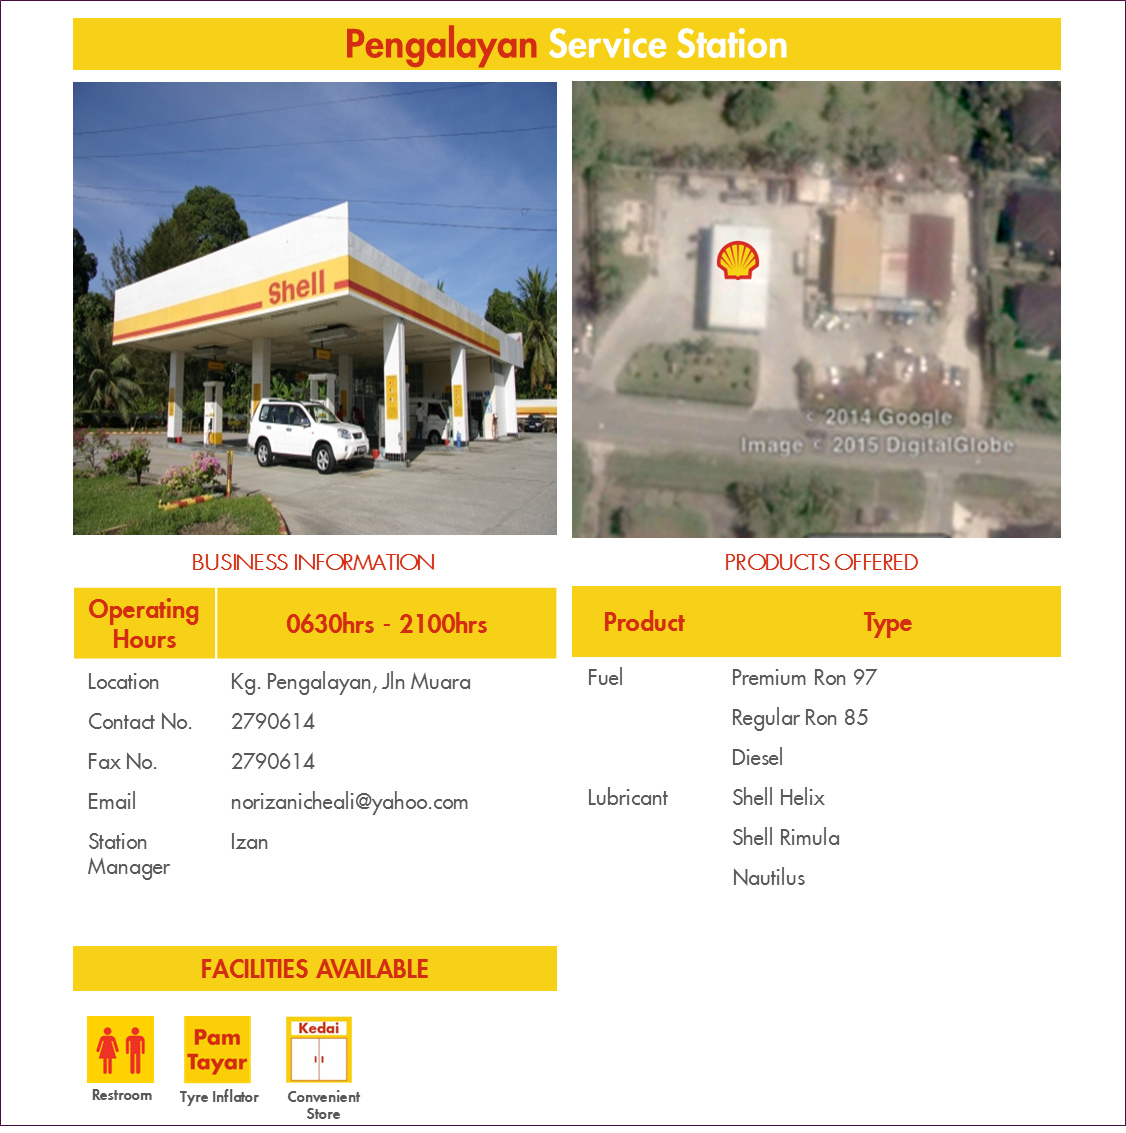 Pengalayan Service Station
Shell
© 2014 Google
Image © 2015 DigitalGlobe
BUSINESS INFORMATION
Operating
Hours
0630hrs - 2100hrs
Location
Kg. Pengalayan, Jln Muara
Contact No.
2790614
Fax No.
2790614
Email
norizanicheali@yahoo.com
Station
Manager
Izan
PRODUCTS OFFERED
Product
Type
Fuel
Premium Ron 97
Regular Ron 85
Diesel
Lubricant
Shell Helix
Shell Rimula
Nautilus
FACILITIES AVAILABLE
Restroom
Pam
Tayar
Tyre Inflator
Kedai
Convenient
Store